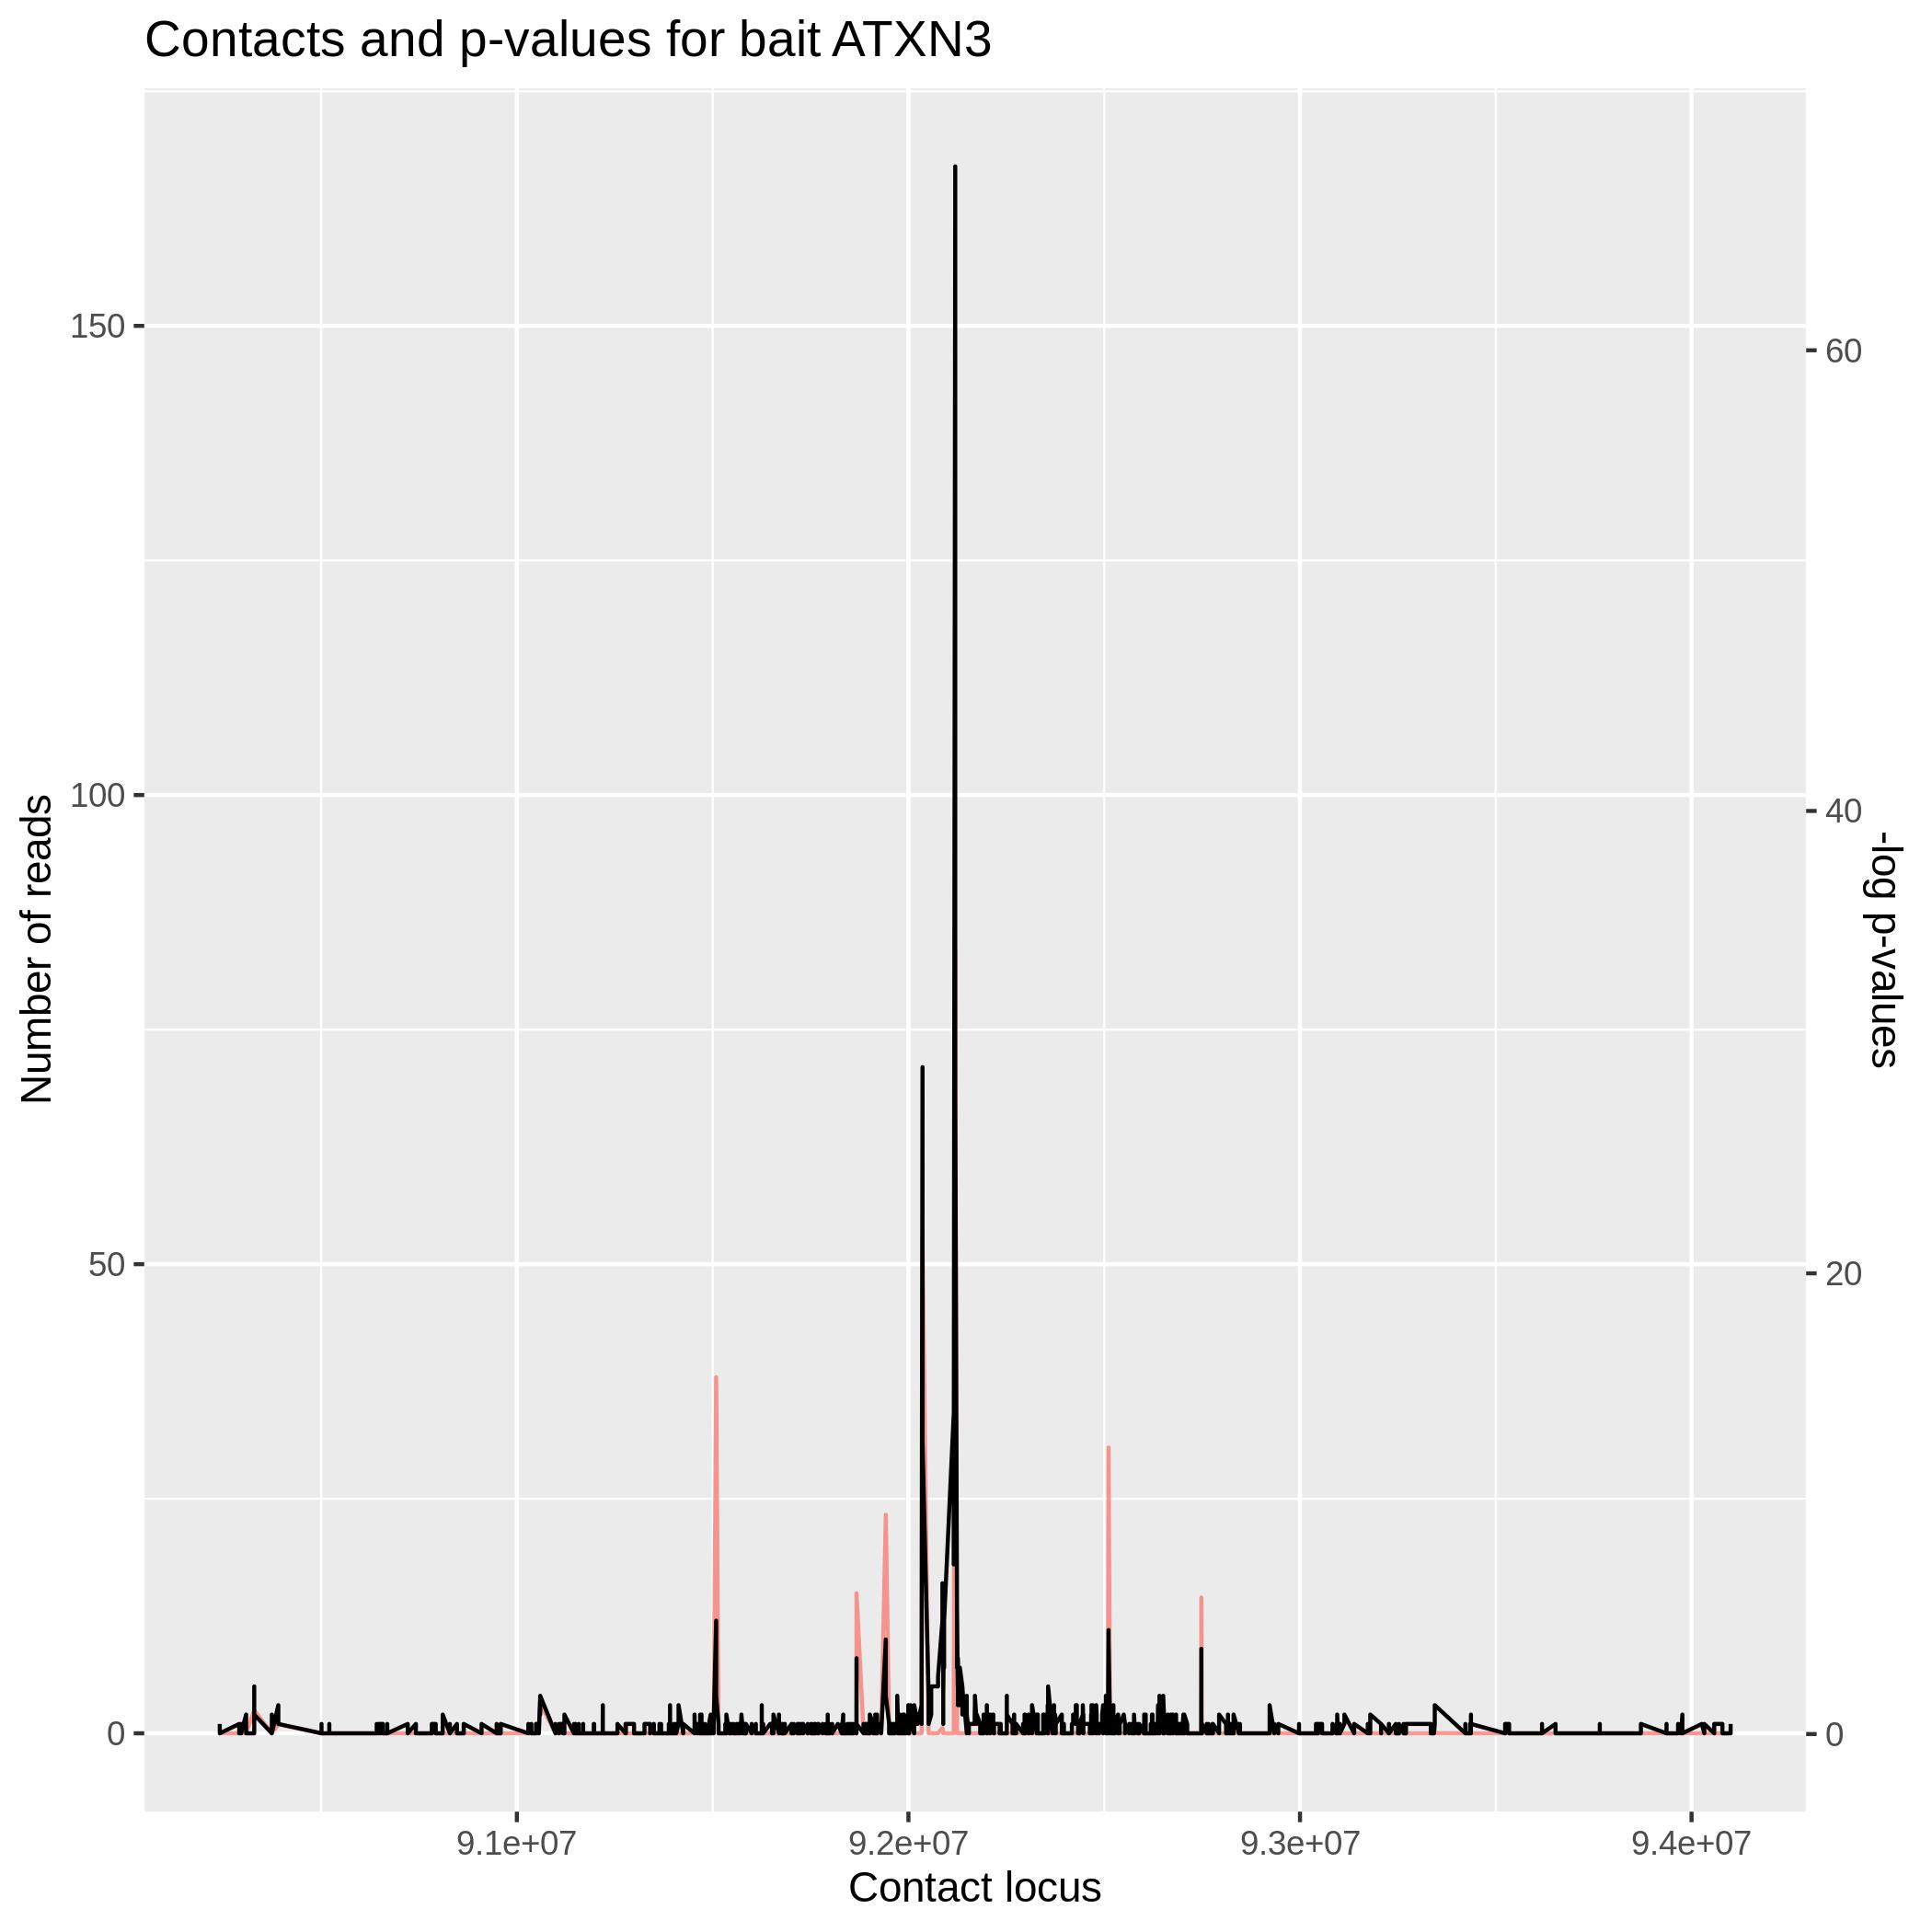 Contacts and p-values for bait ATXN3
150
100
50
0
Number of reads
60
40
20
0
-log p-values
9.1e+07 9.2e+07 9.3e+07 9.4e+07
Contact locus